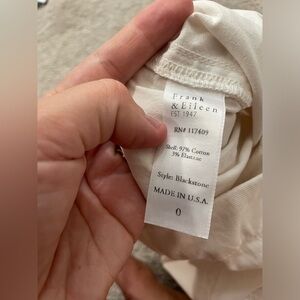 Frank
& Eileen
EST 1947
RN# 117409
Shell: 97% Cotton
3% Elastane
Style: Blackstone
MADE IN U.S.A.
0